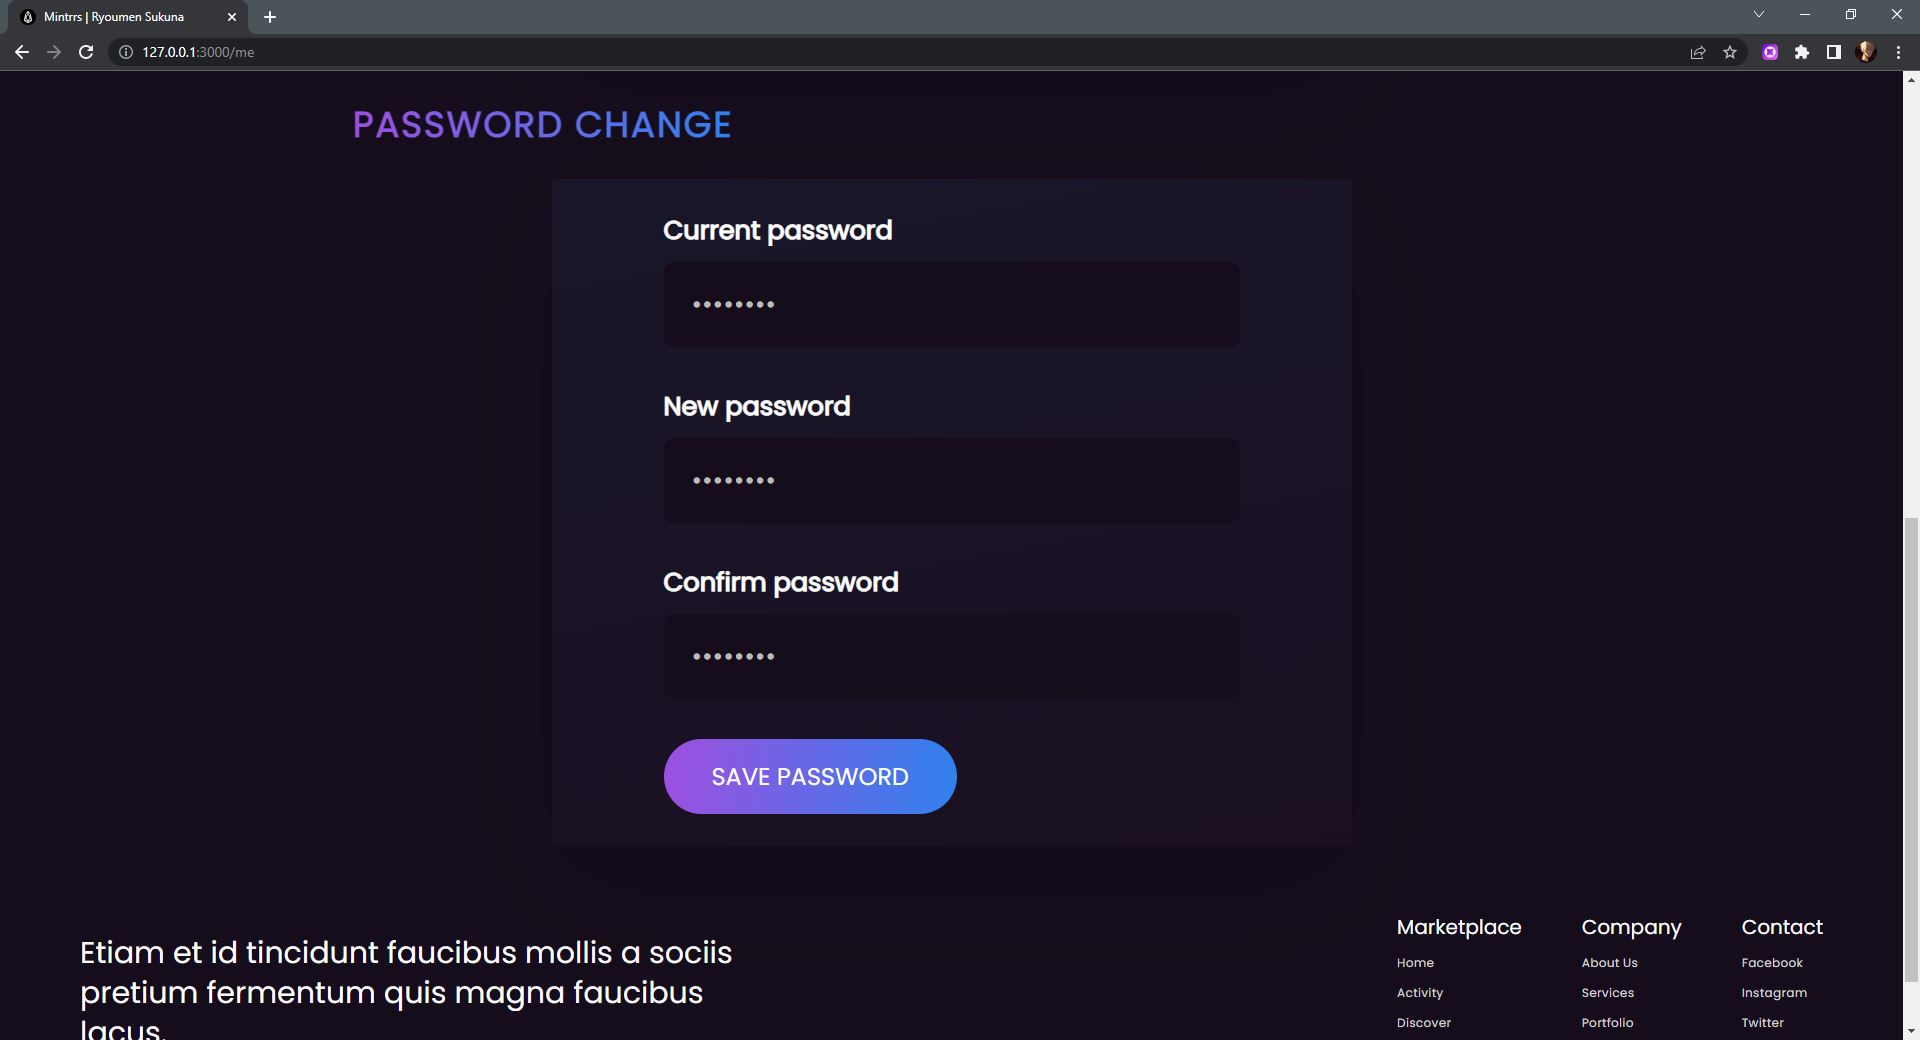 Mintrrs | Ryoumen Sukuna
127.0.0.1:3000/me
PASSWORD CHANGE
Current password
••••••••
New password
••••••••
Confirm password
••••••••
SAVE PASSWORD
Etiam et id tincidunt faucibus mollis a sociis
pretium fermentum quis magna faucibus
lacus.
Marketplace
Home
Activity
Discover
Company
About Us
Services
Portfolio
Contact
Facebook
Instagram
Twitter